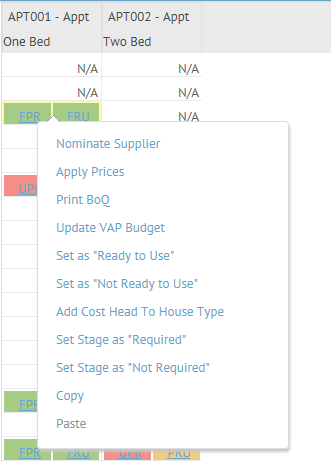 APT001 - Appt APT002 - Appt
One Bed Two Bed
N/A N/A
N/A N/A
FPR FRU N/A
Nominate Supplier
Apply Prices
Print BoQ
UPR
Update VAP Budget
Set as "Ready to Use"
Set as "Not Ready to Use"
Add Cost Head To House Type
Set Stage as "Required"
Set Stage as "Not Required"
Copy
FPR
Paste
FPR FRU UPR PRU